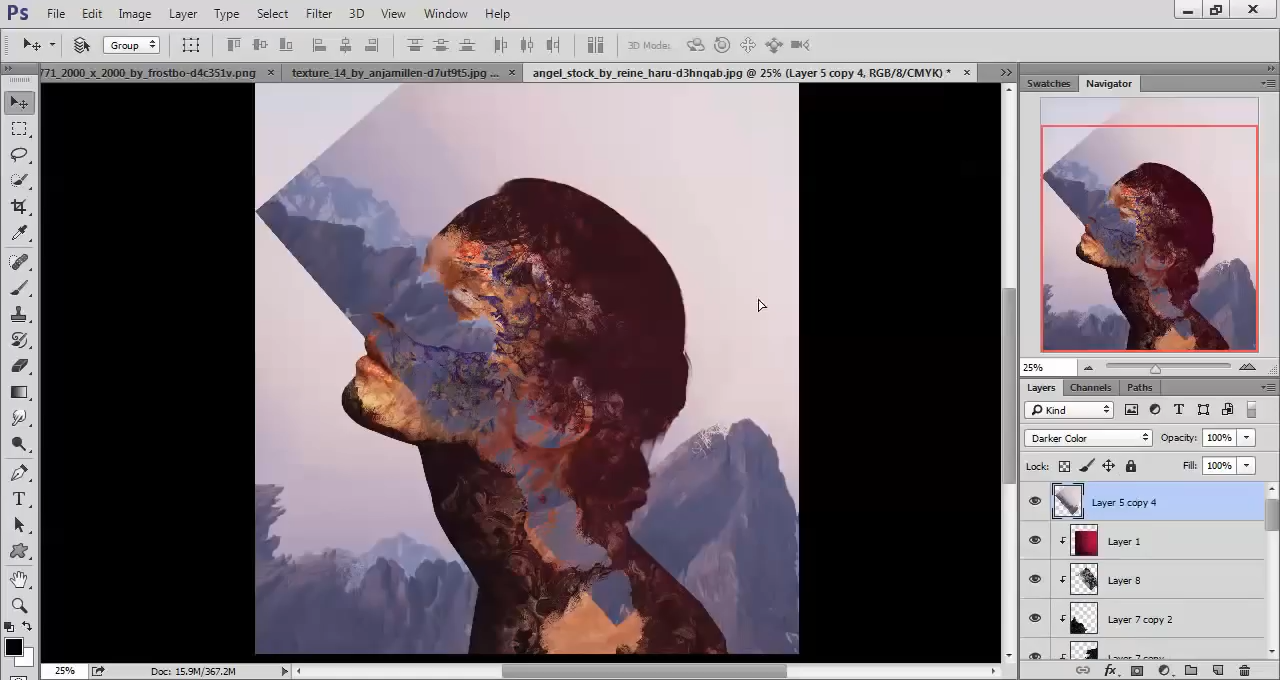 Ps File Edit Image Layer Type Select Filter 3D View Window Help
Group 3D Mode:
771_2000_x_2000_by_frostbo-d4c351v.png × texture_14_by_anjamillen-d7ut9t5.jpg ... × angel_stock_by_reine_haru-d3hnqab.jpg @ 25% (Layer 5 copy 4, RGB/8/CMYK) * ×
Swatches Navigator
25%
Layers Channels Paths
Kind
Darker Color Opacity: 100%
Lock: Fill: 100%
Layer 5 copy 4
Layer 1
Layer 8
Layer 7 copy 2
Layer 7 copy
25% Doc: 15.9M/367.2M